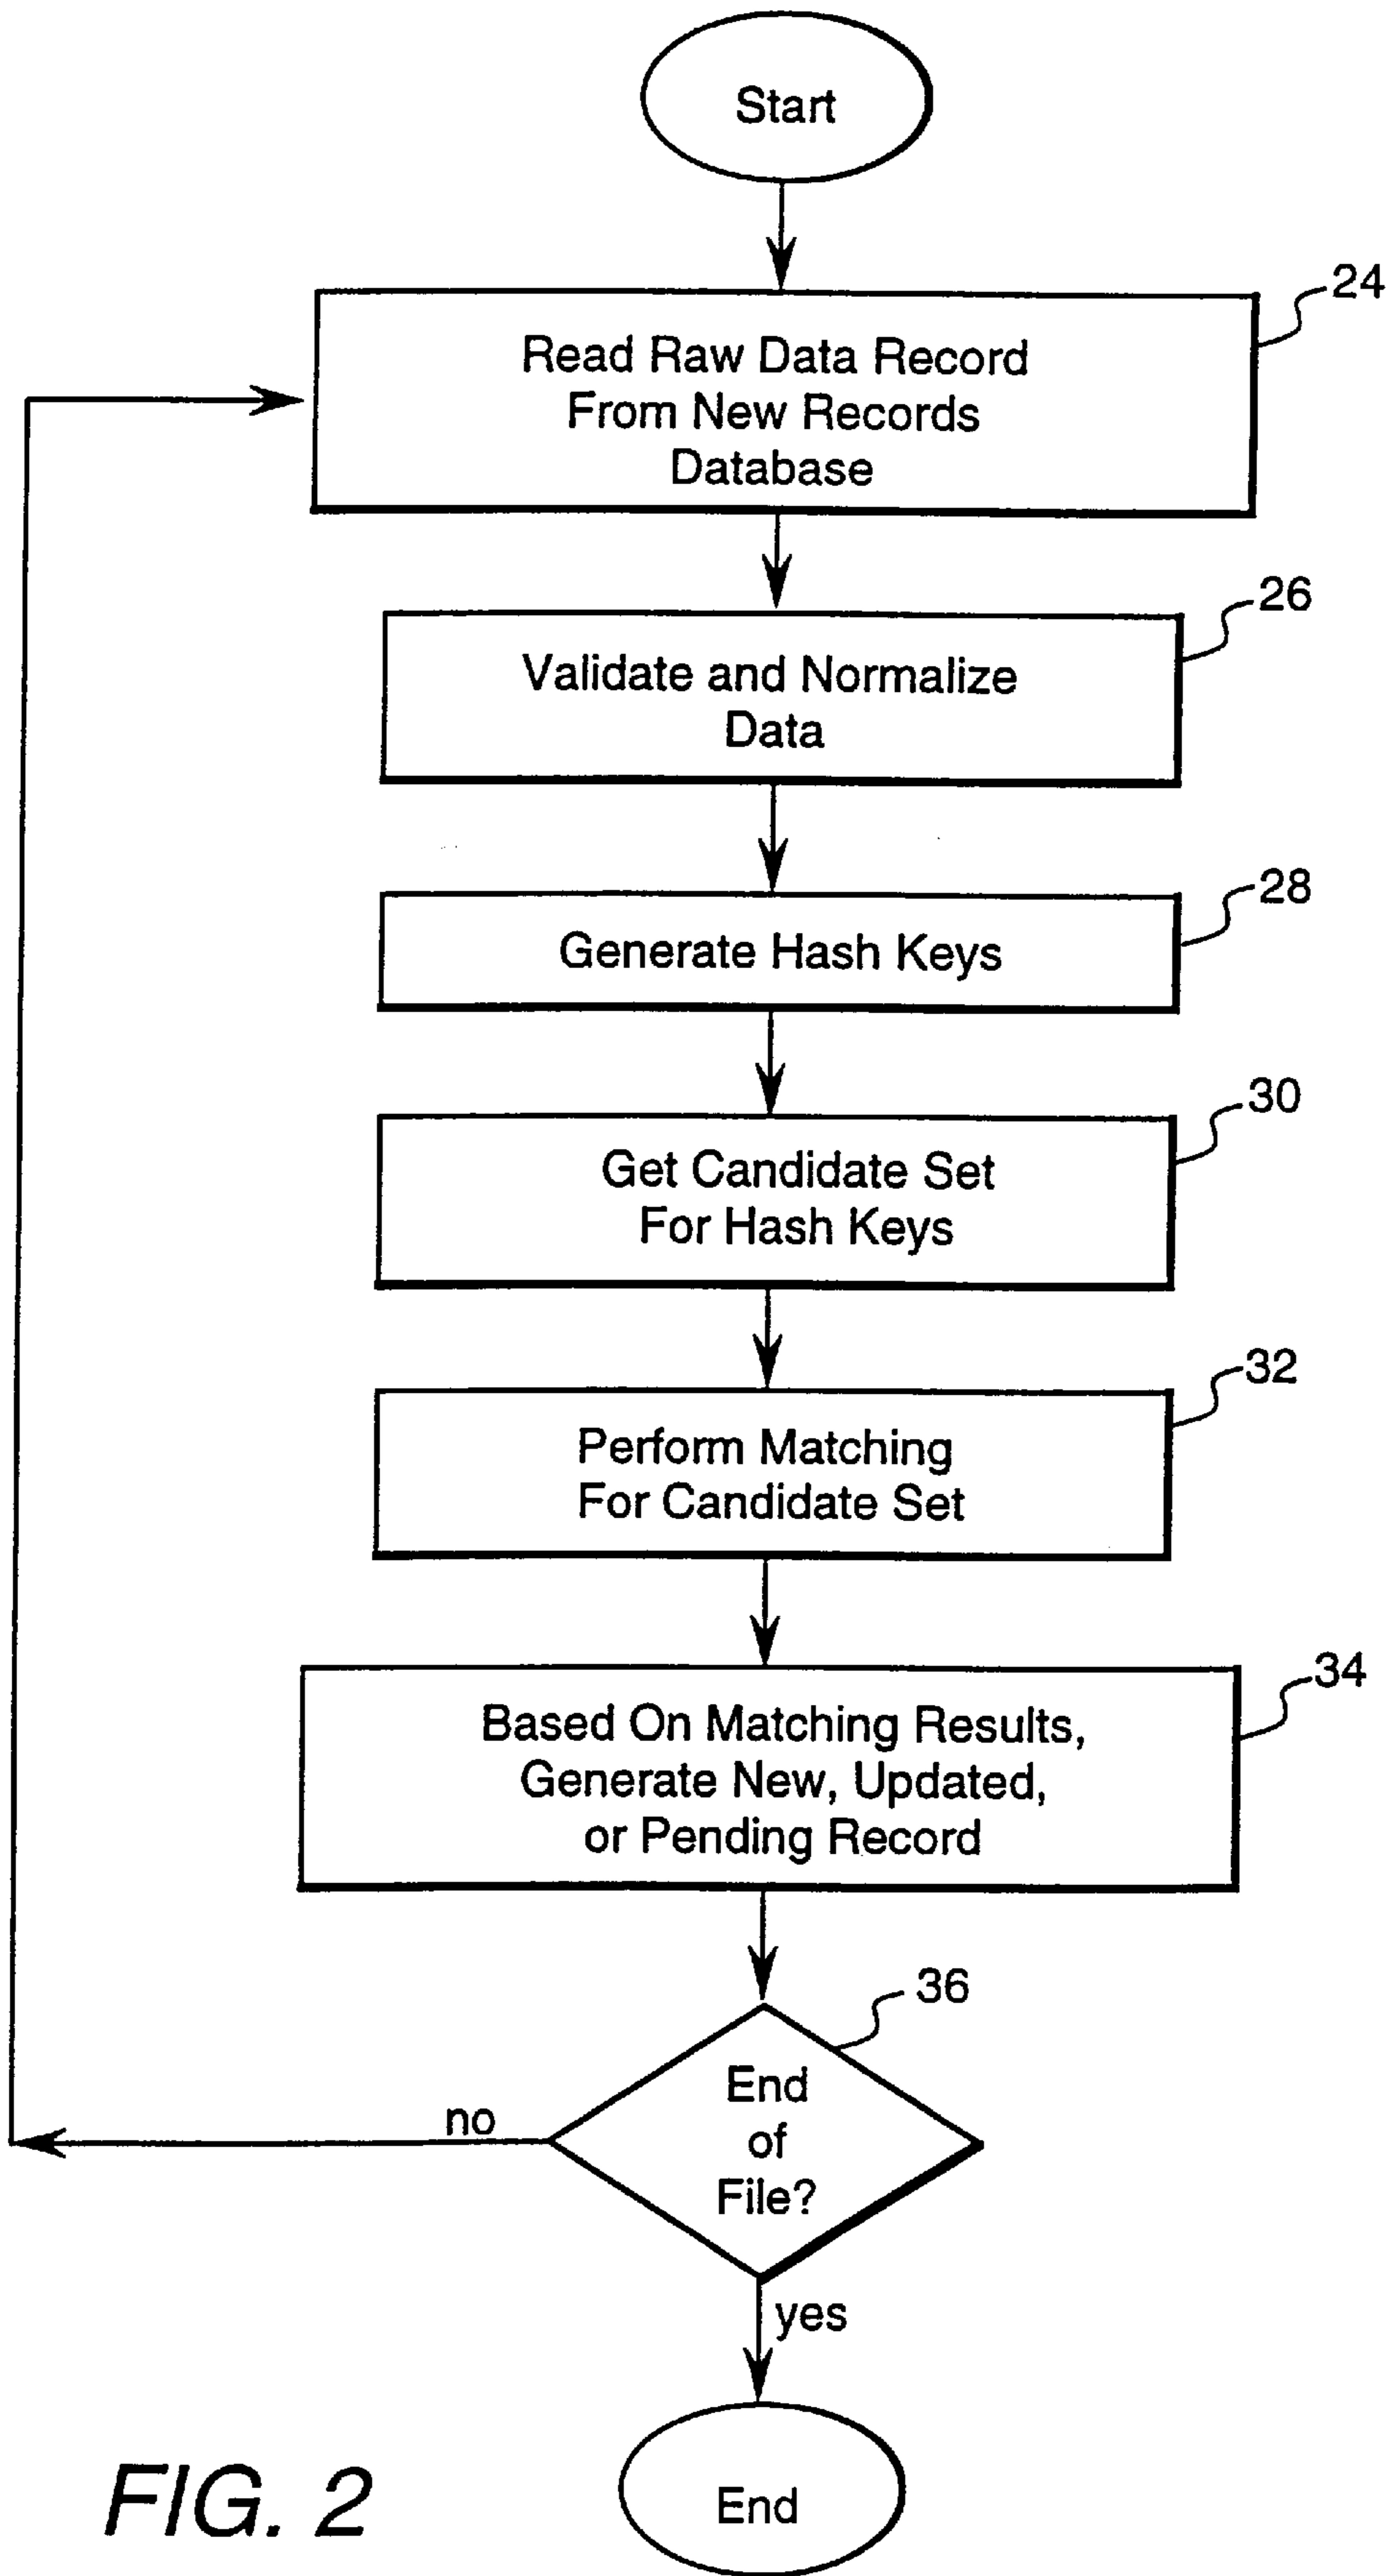 Start
24
Read Raw Data Record
From New Records
Database
26
Validate and Normalize
Data
28
Generate Hash Keys
30
Get Candidate Set
For Hash Keys
32
Perform Matching
For Candidate Set
34
Based On Matching Results,
Generate New, Updated,
or Pending Record
36
End
of
File?
no
yes
End
FIG. 2